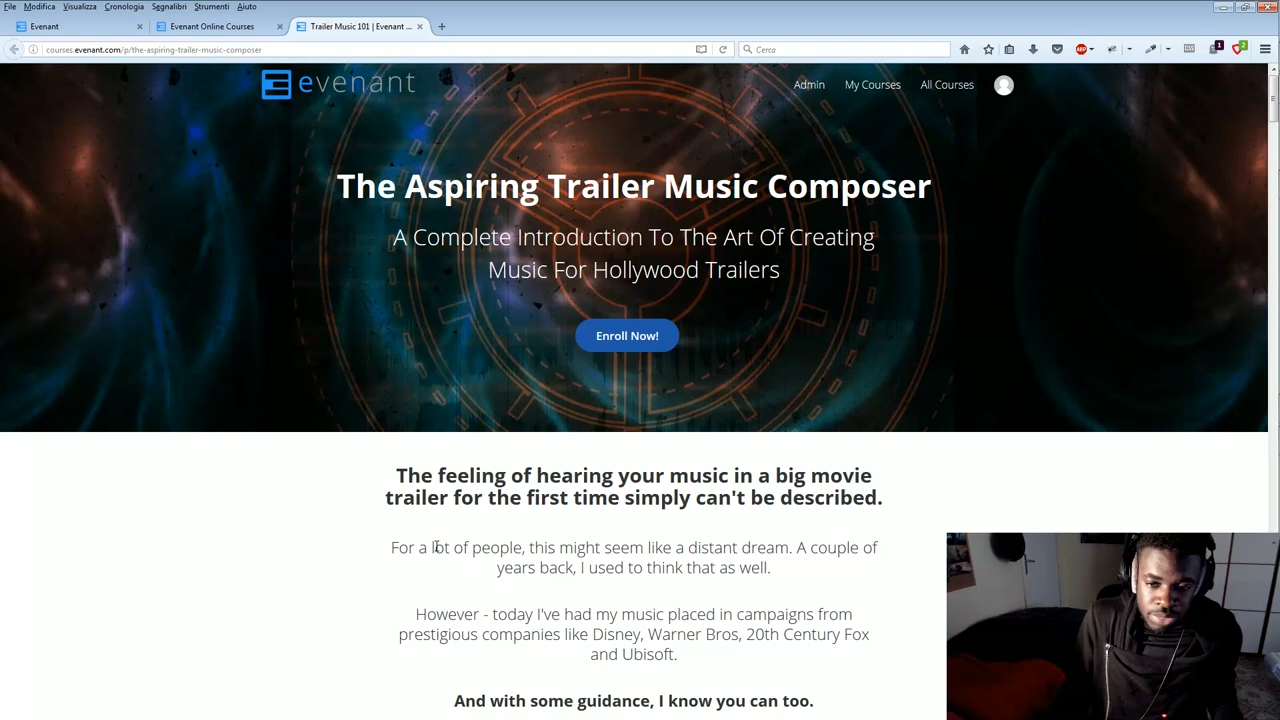 File Modifica Visualizza Cronologia Segnalibri Strumenti Aiuto
Evenant
Evenant Online Courses
Trailer Music 101 | Evenant ...
courses.evenant.com/p/the-aspiring-trailer-music-composer
Cerca
ABP
1
2
evenant
Admin
My Courses
All Courses
The Aspiring Trailer Music Composer
A Complete Introduction To The Art Of Creating
Music For Hollywood Trailers
Enroll Now!
The feeling of hearing your music in a big movie
trailer for the first time simply can't be described.
For a lot of people, this might seem like a distant dream. A couple of
years back, I used to think that as well.
However - today I've had my music placed in campaigns from
prestigious companies like Disney, Warner Bros, 20th Century Fox
and Ubisoft.
And with some guidance, I know you can too.